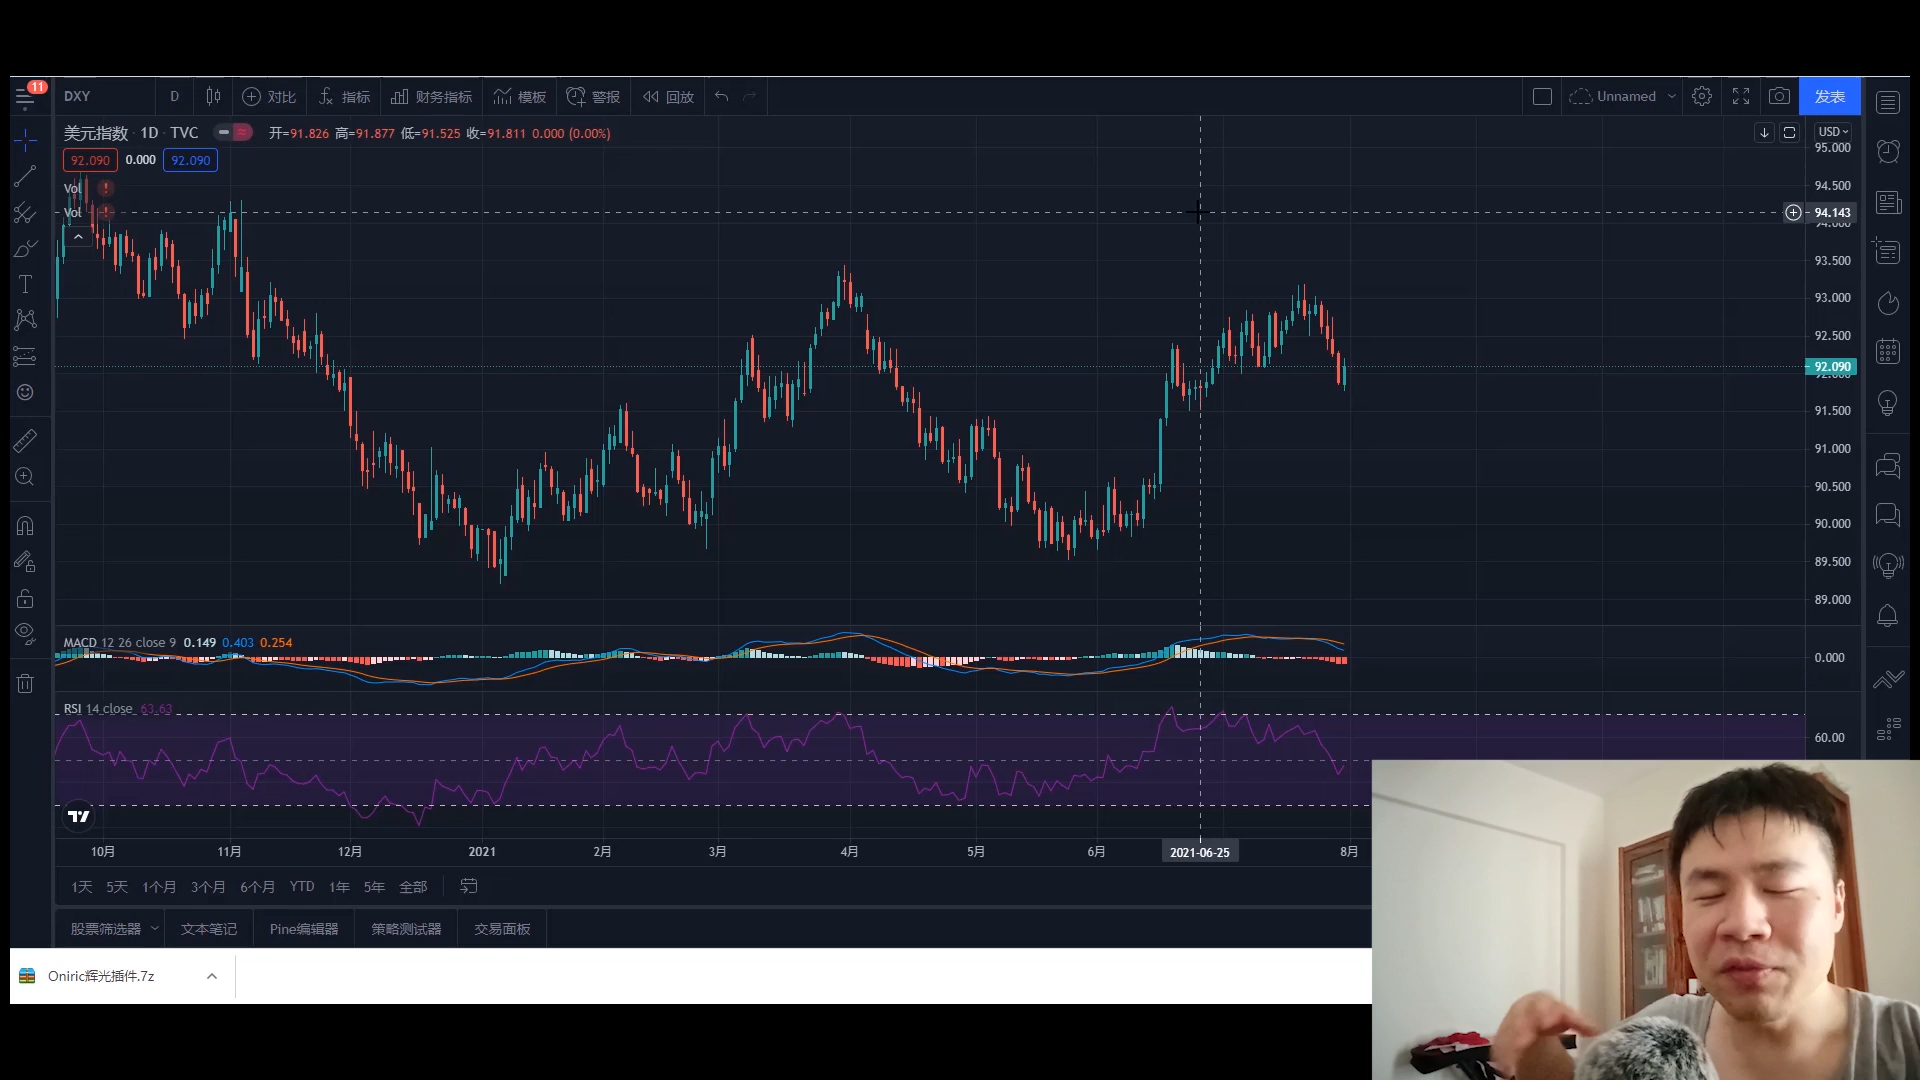 11
DXY D 对比 指标 财务指标 模板 警报 回放 Unnamed 发表
美元指数 · 1D · TVC 开=91.826 高=91.877 低=91.525 收=91.811 0.000 (0.00%) USD
92.090 0.000 92.090
Vol !
Vol !
95.000
94.500
94.143
94.000
93.500
93.000
92.500
92.090
92.000
91.500
91.000
90.500
90.000
89.500
89.000
MACD 12 26 close 9 0.149 0.403 0.254
0.000
RSI 14 close 63.63
60.00
10月 11月 12月 2021 2月 3月 4月 5月 6月 2021-06-25 8月
1天 5天 1个月 3个月 6个月 YTD 1年 5年 全部
股票筛选器 文本笔记 Pine编辑器 策略测试器 交易面板
Oniric辉光插件.7z